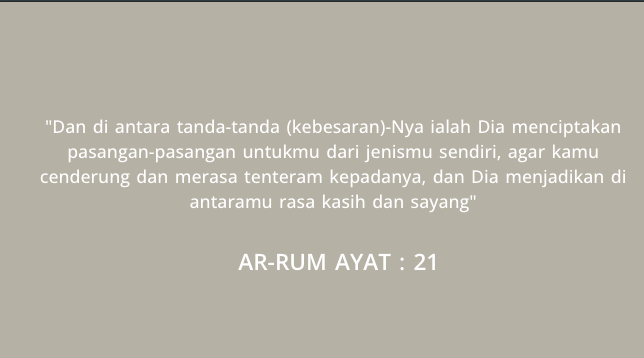 "Dan di antara tanda-tanda (kebesaran)-Nya ialah Dia menciptakan
pasangan-pasangan untukmu dari jenismu sendiri, agar kamu
cenderung dan merasa tenteram kepadanya, dan Dia menjadikan di
antaramu rasa kasih dan sayang"
AR-RUM AYAT : 21